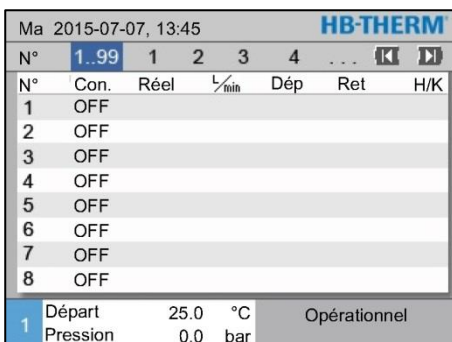 Ma 2015-07-07, 13:45 HB-THERM®
N° 1..99 1 2 3 4 ...
N° Con. Réel L/min Dép Ret H/K
1 OFF
2 OFF
3 OFF
4 OFF
5 OFF
6 OFF
7 OFF
8 OFF
1 Départ 25.0 °C Opérationnel
Pression 0.0 bar